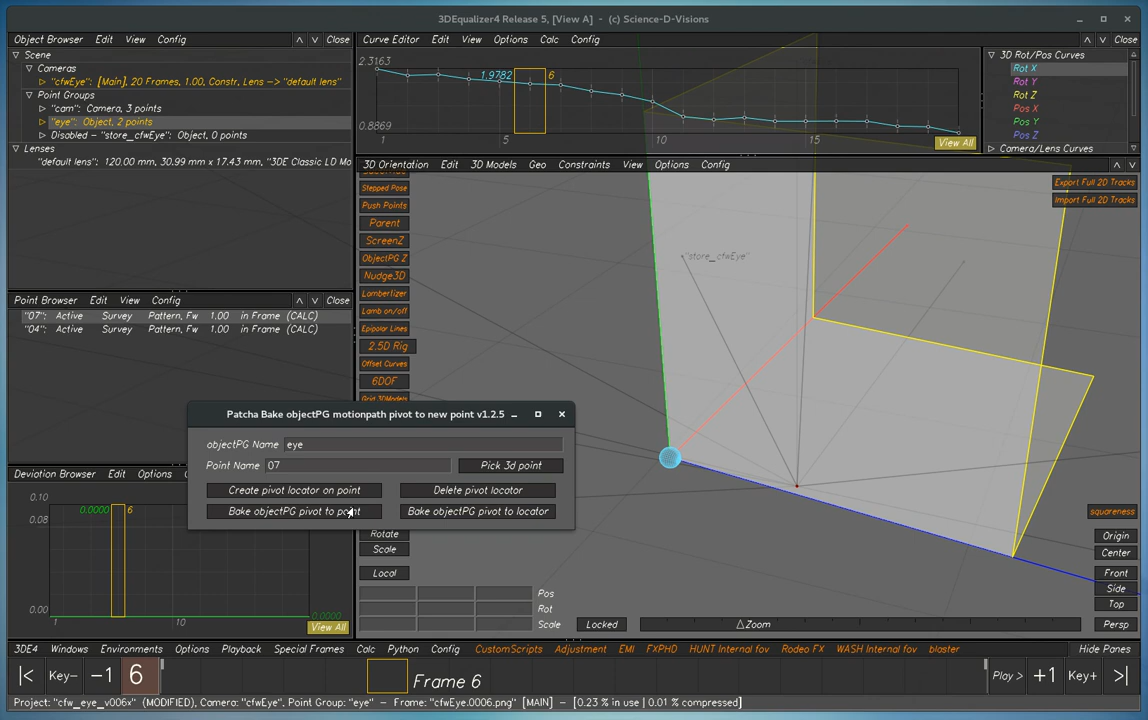 3DEqualizer4 Release 5, [View A]  -  (c) Science-D-Visions
Object Browser Edit View Config Close
Scene
Cameras
"cfwEye": [Main], 20 Frames, 1.00, Constr, Lens -> "default lens"
Point Groups
"cam": Camera, 3 points
"eye": Object, 2 points
Disabled - "store_cfwEye": Object, 0 points
Lenses
"default lens": 120.00 mm, 30.99 mm x 17.43 mm, "3DE Classic LD Mo
Curve Editor Edit View Options Calc Config Close
2.3163
1.9782 6
0.8869
1 5 10 15
View All
3D Rot/Pos Curves
Rot X
Rot Y
Rot Z
Pos X
Pos Y
Pos Z
Camera/Lens Curves
3D Orientation Edit 3D Models Geo Constraints View Options Config
Stepped Pose
Push Points
Parent
ScreenZ
ObjectPG Z
Nudge3D
Lambertizer
Lamb on/off
Epipolar Lines
2.5D Rig
Offset Curves
6DOF
Export Full 2D Tracks
Import Full 2D Tracks
"store_cfwEye"
Point Browser Edit View Config Close
"07": Active Survey Pattern, Fw 1.00 in Frame (CALC)
"04": Active Survey Pattern, Fw 1.00 in Frame (CALC)
Patcha Bake objectPG motionpath pivot to new point v1.2.5
objectPG Name eye
Point Name 07 Pick 3d point
Create pivot locator on point Delete pivot locator
Bake objectPG pivot to point Bake objectPG pivot to locator
Deviation Browser Edit Options
0.10
0.0000 6
0.08
0.00
0.0000
1 10
View All
Rotate
Scale
Local
Pos
Rot
Scale
Locked
Zoom
squareness
Origin
Center
Front
Side
Top
Persp
3DE4 Windows Environments Options Playback Special Frames Calc Python Config CustomScripts Adjustment EMI FXPHD HUNT Internal fov Rodeo FX WASH Internal fov blaster Hide Panes
|< Key- -1 6 Frame 6 Play > +1 Key+ >|
Project: "cfw_eye_v006x"  (MODIFIED), Camera: "cfwEye", Point Group: "eye"  -  Frame: "cfwEye.0006.png"  [MAIN]  -  [0.23 % in use | 0.01 % compressed]